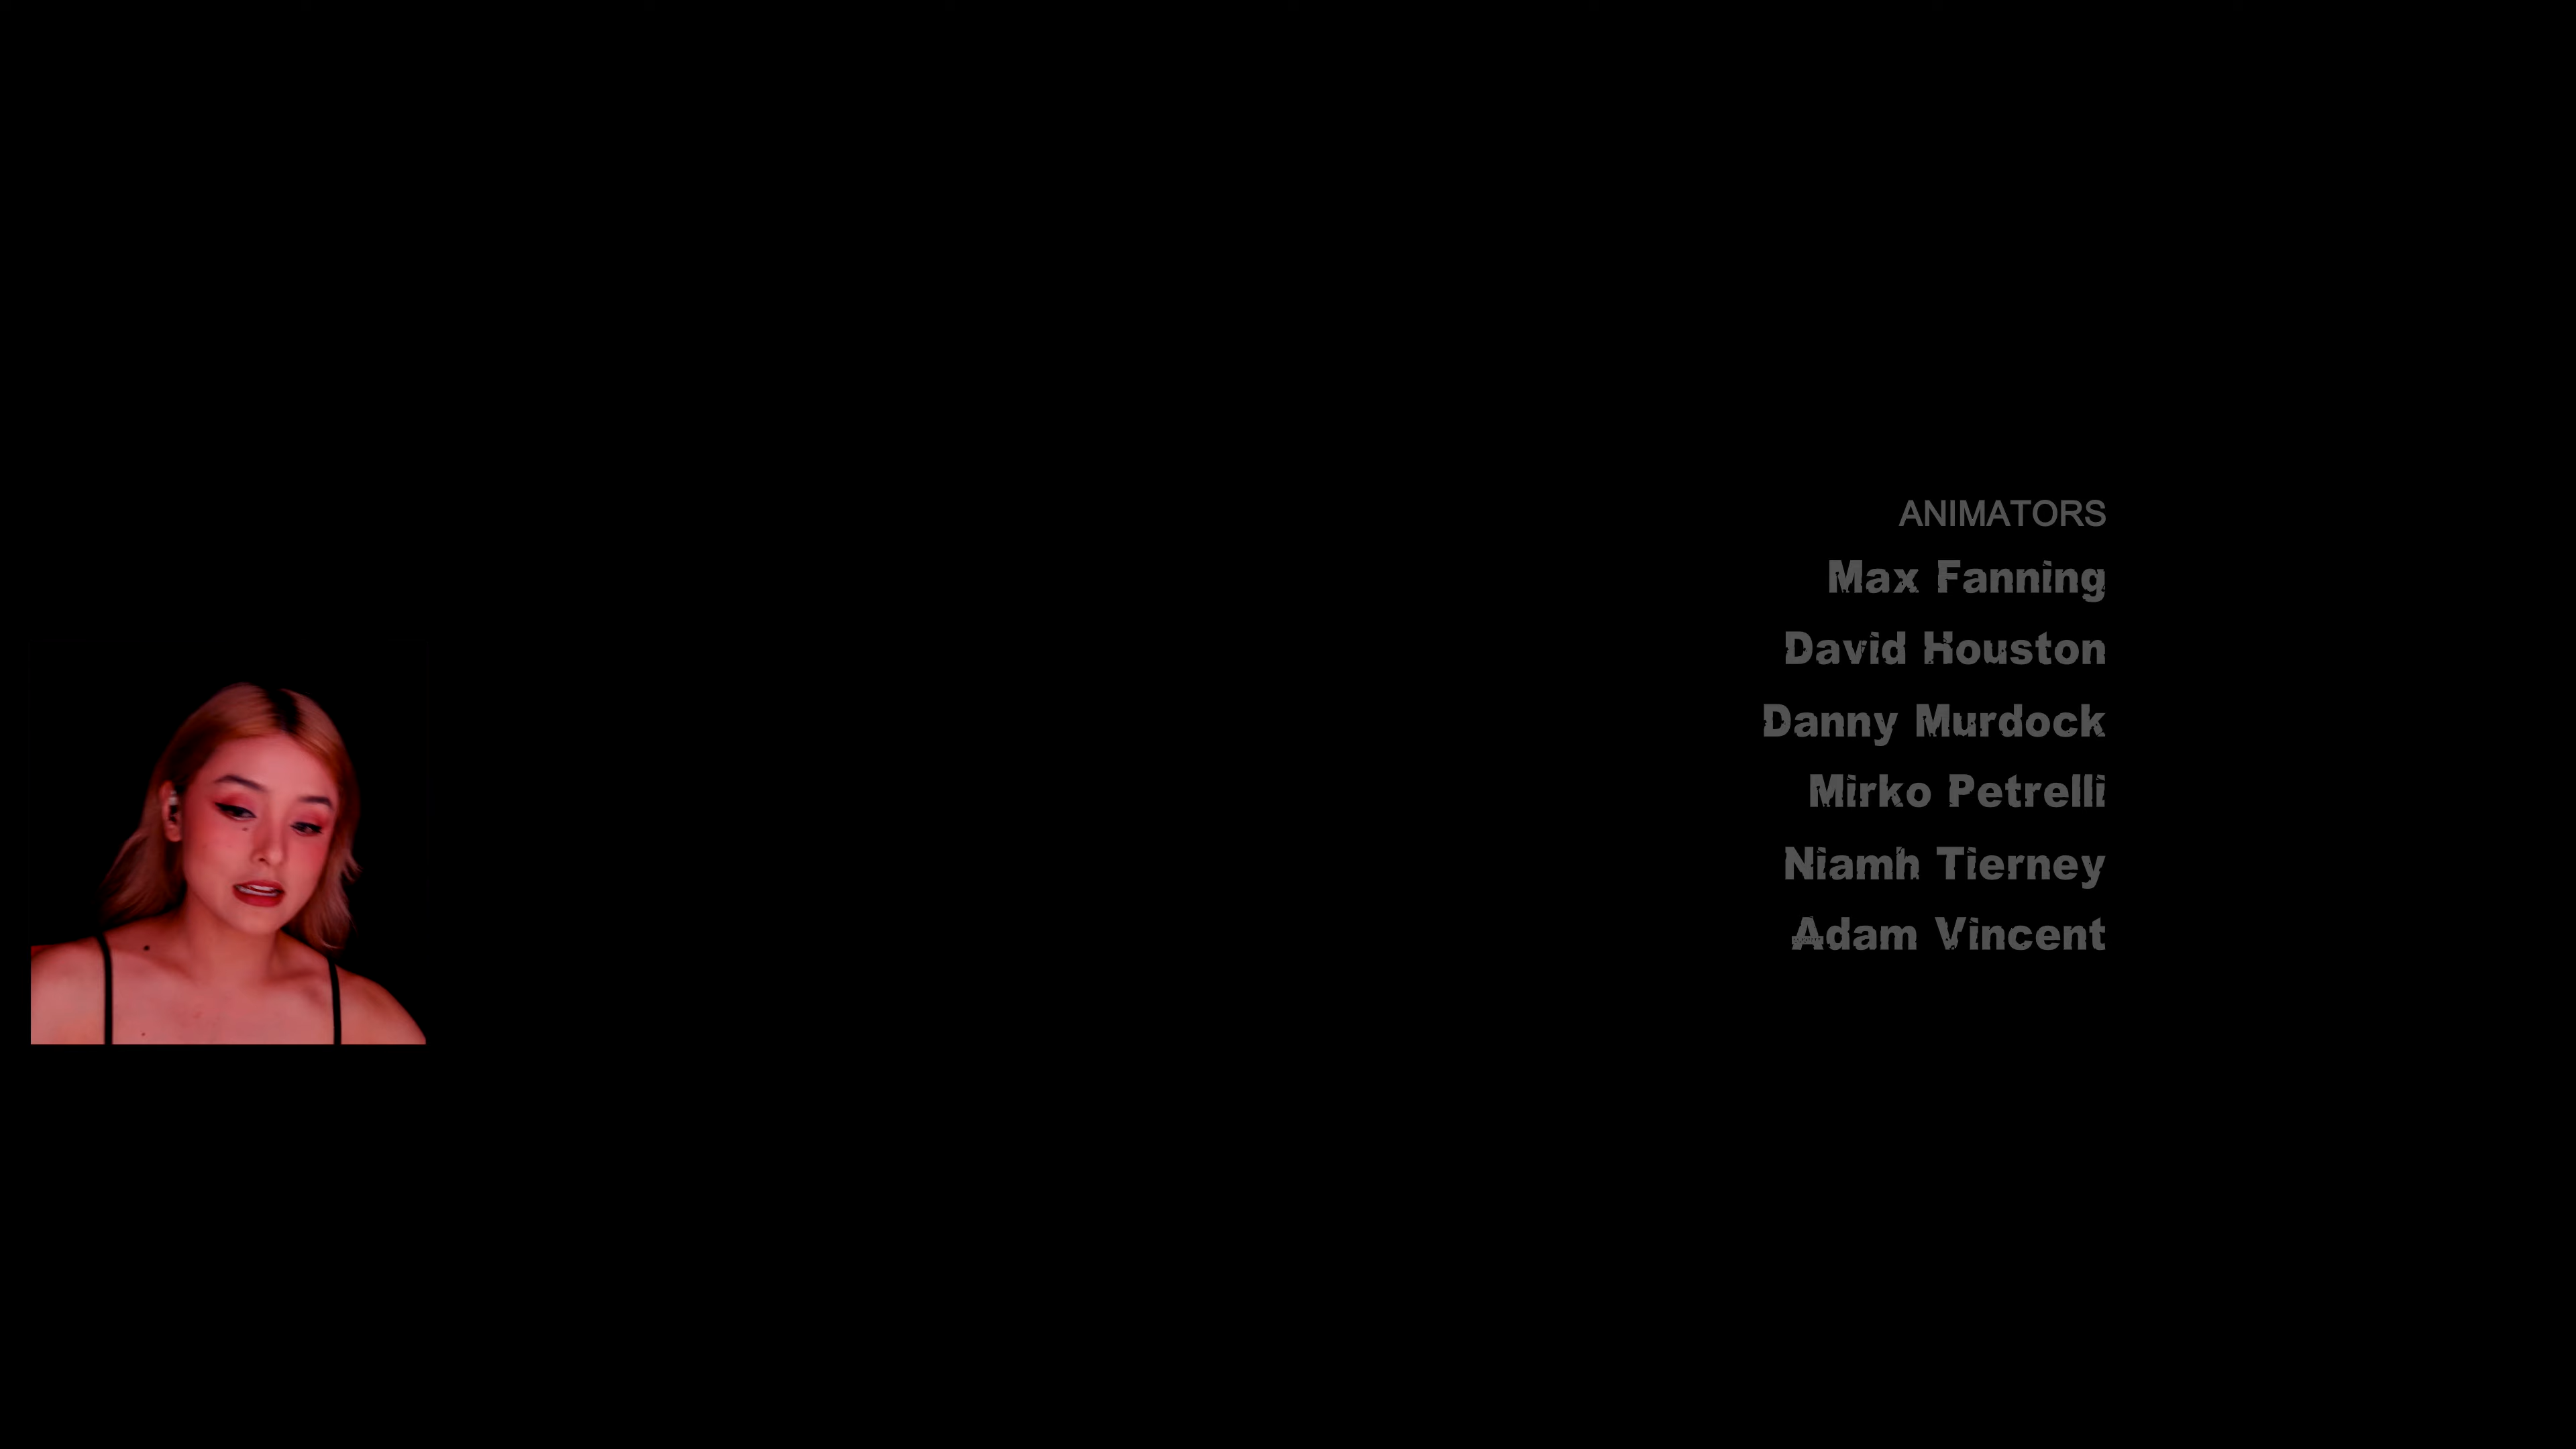 ANIMATORS
Max Fanning
David Houston
Danny Murdock
Mirko Petrelli
Niamh Tierney
Adam Vincent